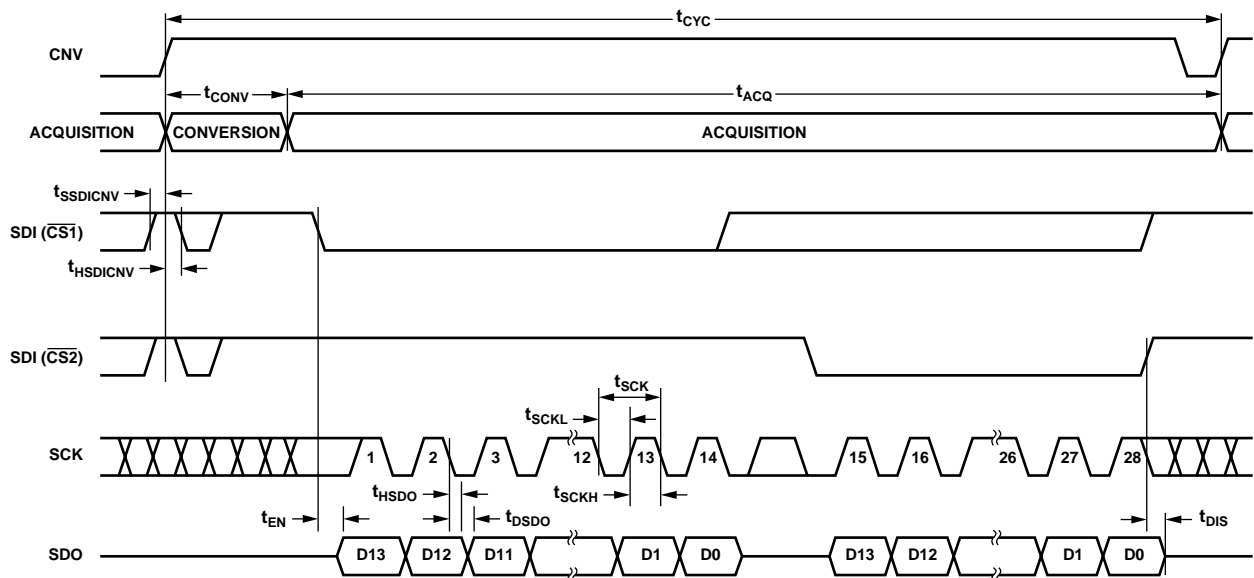 tCYC
CNV
tCONV
tACQ
ACQUISITION
CONVERSION
ACQUISITION
tSSDICNV
SDI (CS1)
tHSDICNV
SDI (CS2)
tSCK
tSCKL
SCK
1 2 3 12 13 14 15 16 26 27 28
tHSDO
tSCKH
tEN
tDSDO
tDIS
SDO
D13 D12 D11 D1 D0 D13 D12 D1 D0